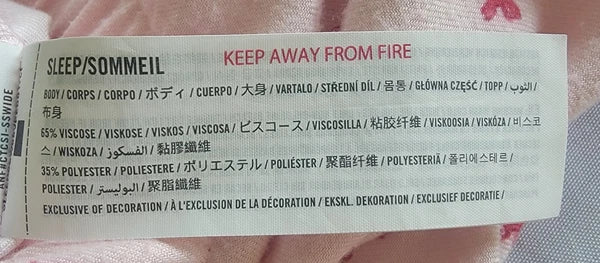 SLEEP/SOMMEIL KEEP AWAY FROM FIRE
BODY / CORPS / CORPO / ボディ / CUERPO / 大身 / VARTALO / STŘEDNÍ DÍL / 몸통 / GŁÓWNA CZĘŚĆ / TOPP / الثوب /
布身
65% VISCOSE / VISKOSE / VISKOS / VISCOSA / ビスコース / VISCOSILLA / 粘胶纤维 / VISKOOSIA / VISKÓZA / 비스코
스 / WISKOZA / الفسكوز / 黏膠纖維
35% POLYESTER / POLIESTERE / ポリエステル / POLIÉSTER / 聚酯纤维 / POLYESTERIÄ / 폴리에스테르 /
POLIESTER / البوليستر / 聚脂纖維
EXCLUSIVE OF DECORATION / À L'EXCLUSION DE LA DÉCORATION / EKSKL. DEKORATION / EXCLUSIEF DECORATIE /